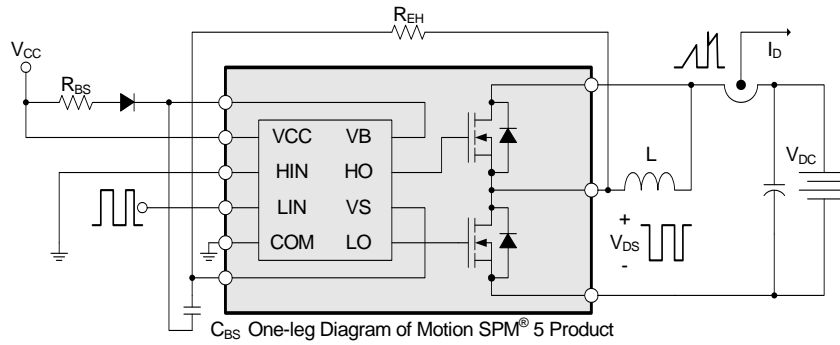 REH
VCC
RBS
ID
VCC VB
HIN HO
LIN VS
COM LO
L
VDC
+
VDS
-
CBS One-leg Diagram of Motion SPM® 5 Product